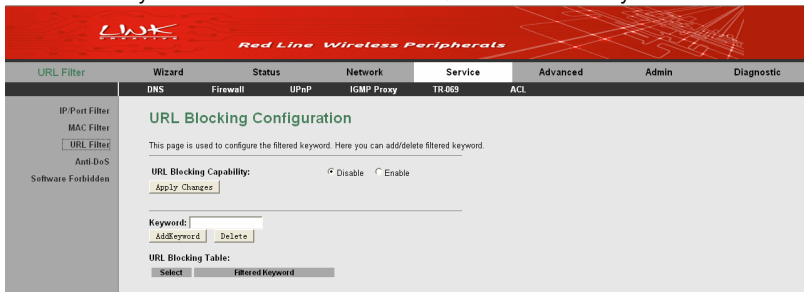 LINK
CREATIVE
Red Line Wireless Peripherals
URL Filter Wizard Status Network Service Advanced Admin Diagnostic
DNS Firewall UPnP IGMP Proxy TR-069 ACL
IP/Port Filter
MAC Filter
URL Filter
Anti-DoS
Software Forbidden
URL Blocking Configuration
This page is used to configure the filtered keyword. Here you can add/delete filtered keyword.
URL Blocking Capability: Disable Enable
Apply Changes
Keyword:
AddKeyword Delete
URL Blocking Table:
Select Filtered Keyword